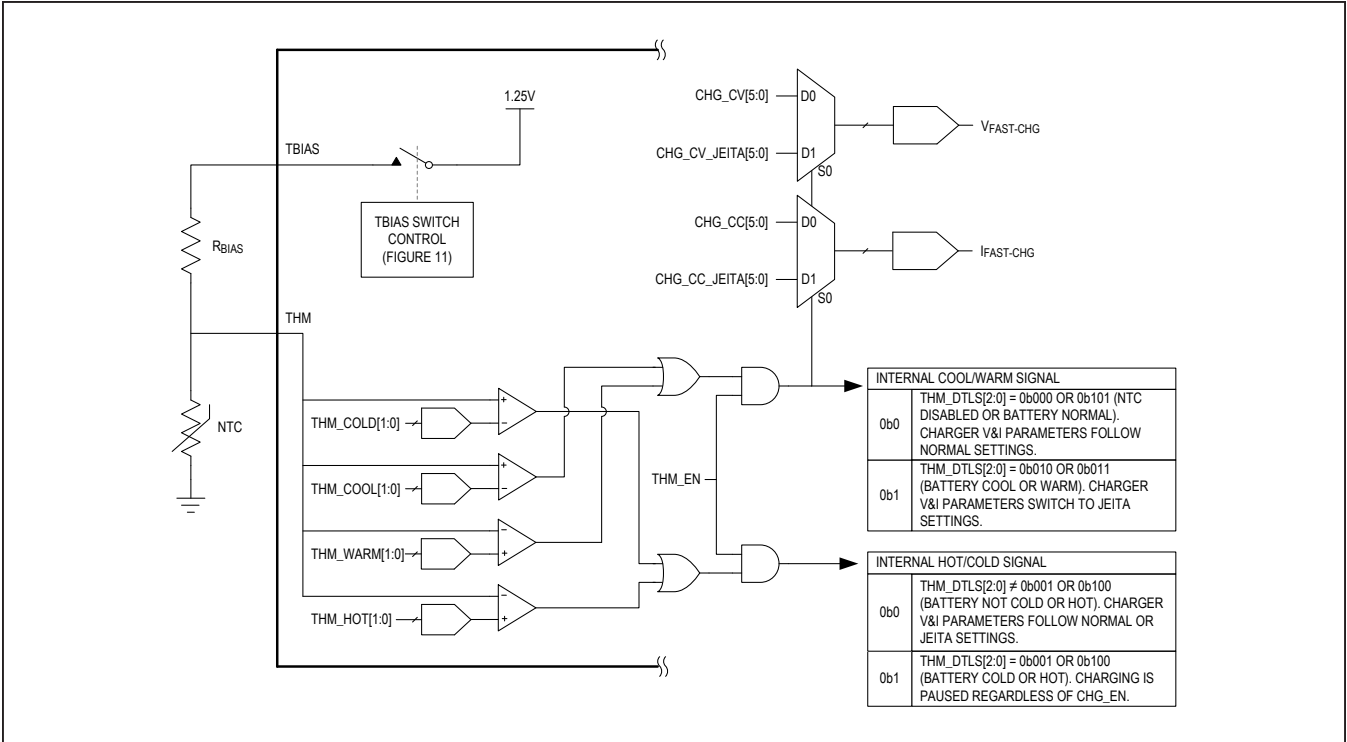 1.25V
TBIAS
TBIAS SWITCH
CONTROL
(FIGURE 11)
RBIAS
THM
NTC
CHG_CV[5:0]
D0
CHG_CV_JEITA[5:0]
D1
S0
VFAST-CHG
CHG_CC[5:0]
D0
CHG_CC_JEITA[5:0]
D1
S0
IFAST-CHG
THM_COLD[1:0]
+
−
THM_COOL[1:0]
+
−
THM_WARM[1:0]
−
+
THM_HOT[1:0]
−
+
THM_EN
INTERNAL COOL/WARM SIGNAL
0b0
THM_DTLS[2:0] = 0b000 OR 0b101 (NTC
DISABLED OR BATTERY NORMAL).
CHARGER V&I PARAMETERS FOLLOW
NORMAL SETTINGS.
0b1
THM_DTLS[2:0] = 0b010 OR 0b011
(BATTERY COOL OR WARM). CHARGER
V&I PARAMETERS SWITCH TO JEITA
SETTINGS.
INTERNAL HOT/COLD SIGNAL
0b0
THM_DTLS[2:0] ≠ 0b001 OR 0b100
(BATTERY NOT COLD OR HOT). CHARGER
V&I PARAMETERS FOLLOW NORMAL OR
JEITA SETTINGS.
0b1
THM_DTLS[2:0] = 0b001 OR 0b100
(BATTERY COLD OR HOT). CHARGING IS
PAUSED REGARDLESS OF CHG_EN.